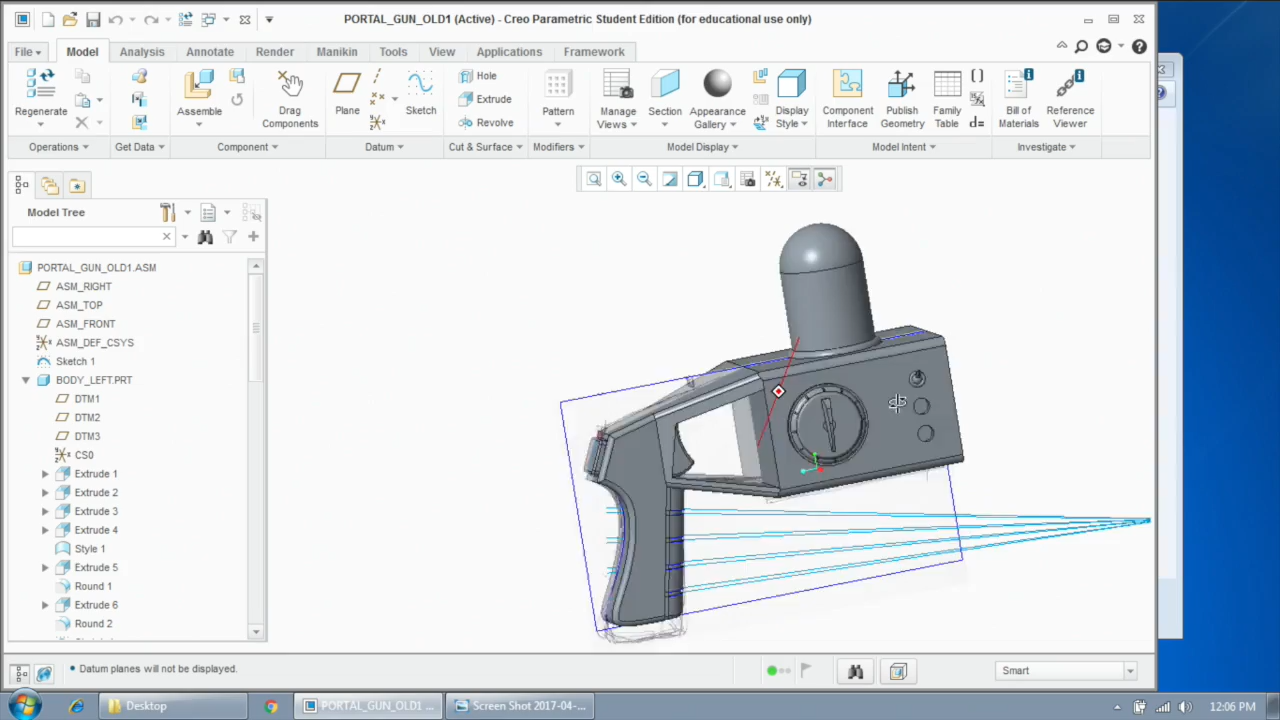 PORTAL_GUN_OLD1 (Active) - Creo Parametric Student Edition (for educational use only)
File Model Analysis Annotate Render Manikin Tools View Applications Framework
Regenerate
Assemble
Drag Components
Plane
Sketch
Hole
Extrude
Revolve
Pattern
Manage Views
Section
Appearance Gallery
Display Style
Component Interface
Publish Geometry
Family Table
d=
Bill of Materials
Reference Viewer
Operations Get Data Component Datum Cut & Surface Modifiers Model Display Model Intent Investigate
Model Tree
PORTAL_GUN_OLD1.ASM
ASM_RIGHT
ASM_TOP
ASM_FRONT
ASM_DEF_CSYS
Sketch 1
BODY_LEFT.PRT
DTM1
DTM2
DTM3
CS0
Extrude 1
Extrude 2
Extrude 3
Extrude 4
Style 1
Extrude 5
Round 1
Extrude 6
Round 2
• Datum planes will not be displayed.
Smart
Desktop
PORTAL_GUN_OLD1 ...
Screen Shot 2017-04-...
12:06 PM